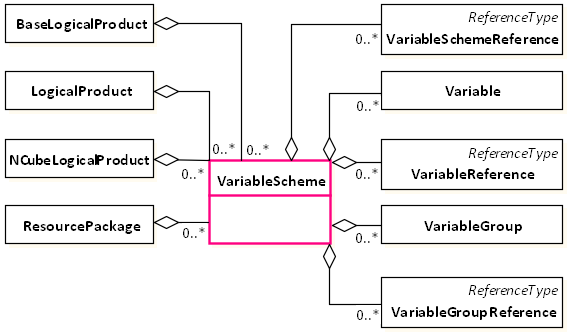 BaseLogicalProduct
ReferenceType
VariableSchemeReference
0..*
LogicalProduct
Variable
0..*
0..*
0..*
NCubeLogicalProduct
ReferenceType
VariableReference
0..*
0..*
VariableScheme
ResourcePackage
0..*
VariableGroup
0..*
ReferenceType
VariableGroupReference
0..*